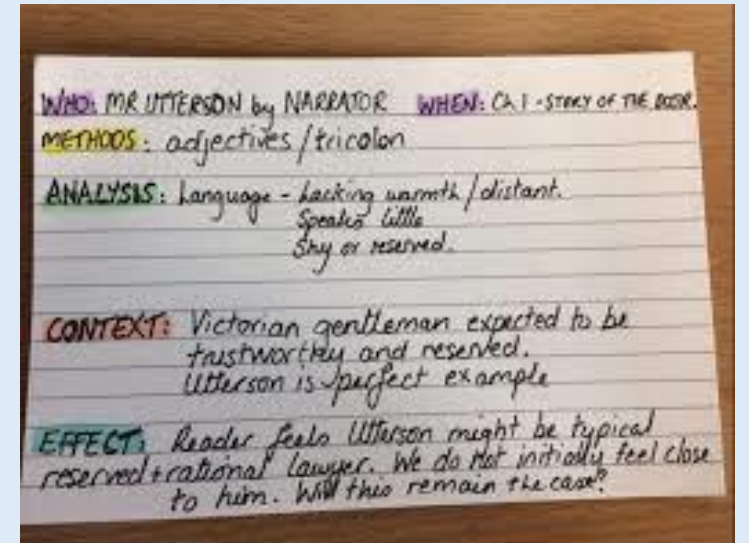 WHO: MR UTTERSON by NARRATOR WHEN: Ch 1 - STORY OF THE DOOR.
METHODS: adjectives / tricolon
ANALYSIS: Language - Lacking warmth / distant.
Speaks little
Shy or reserved.
CONTEXT: Victorian gentleman expected to be
trustworthy and reserved.
Utterson is perfect example
EFFECT: Reader feels Utterson might be typical
reserved + rational lawyer. We do not initially feel close
to him. Will this remain the case?